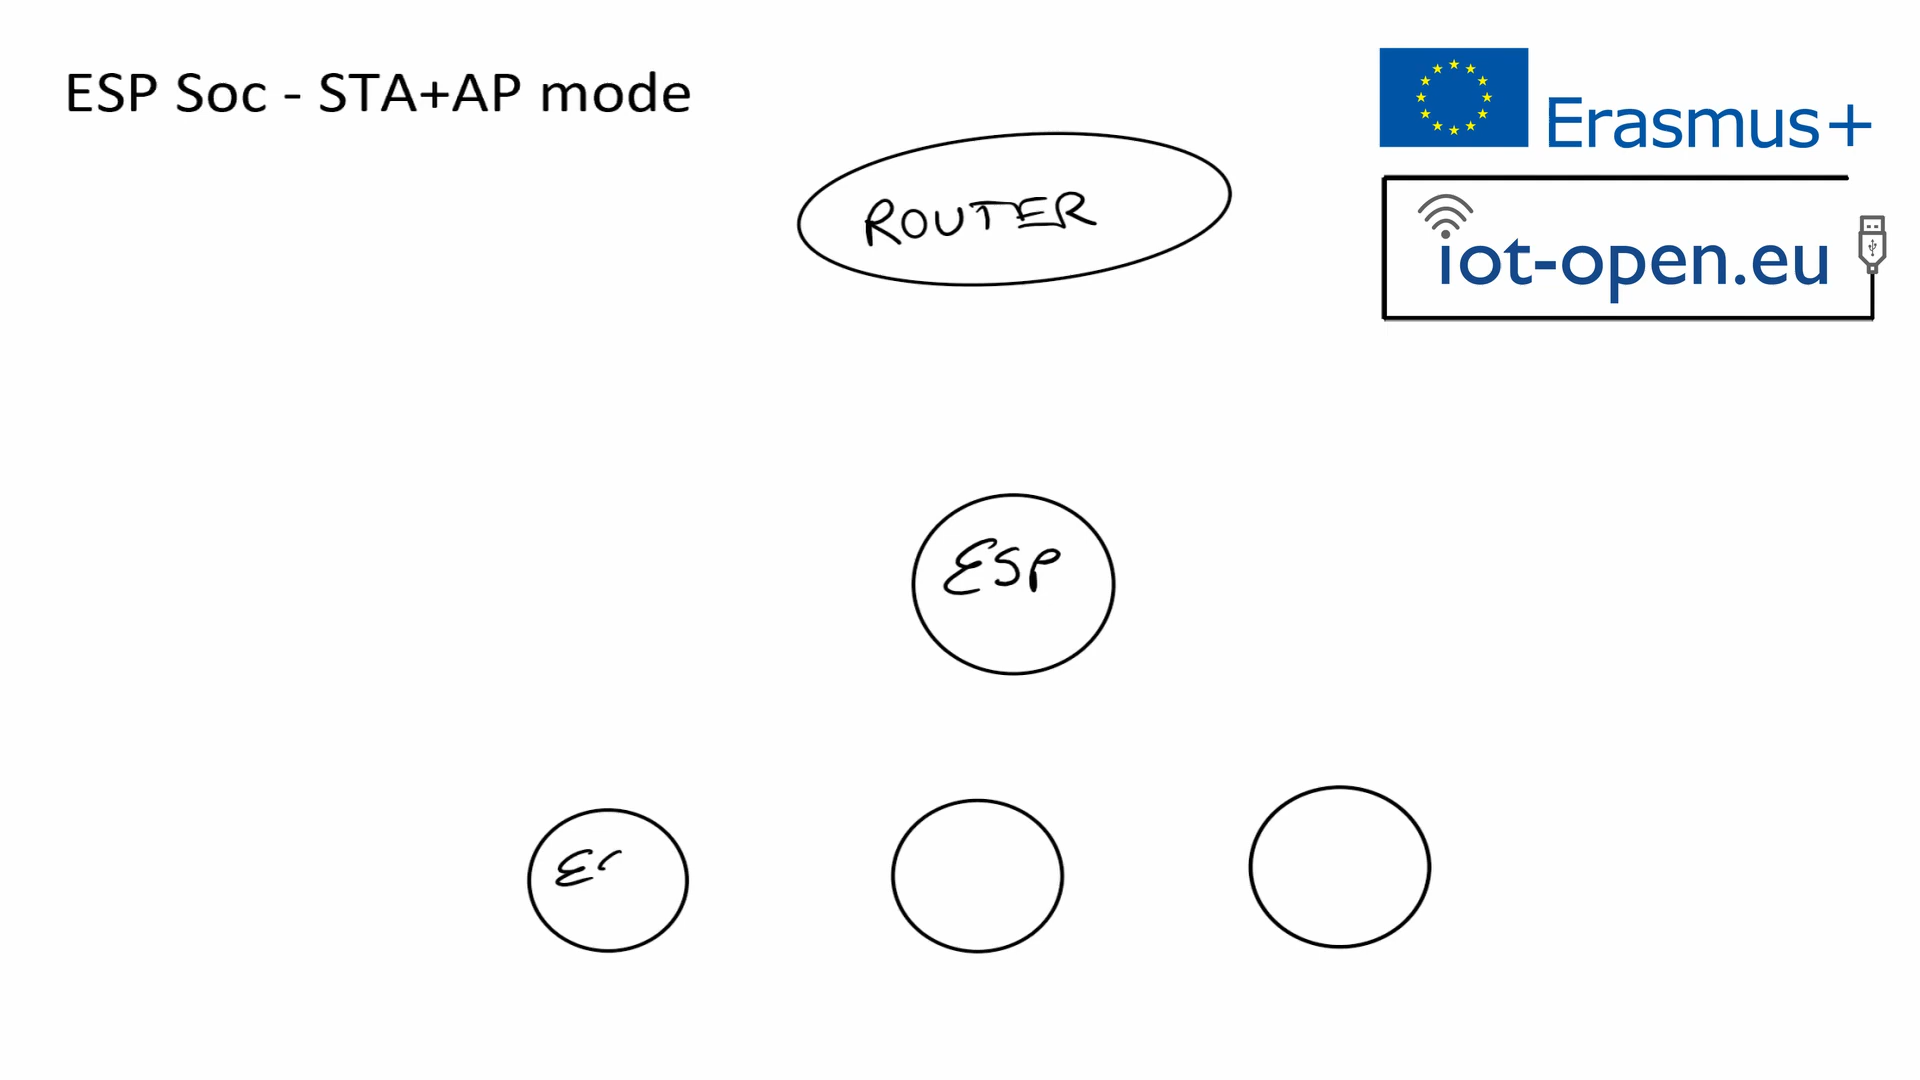 ESP Soc - STA+AP mode
Erasmus+
ROUTER
iot-open.eu
ESP